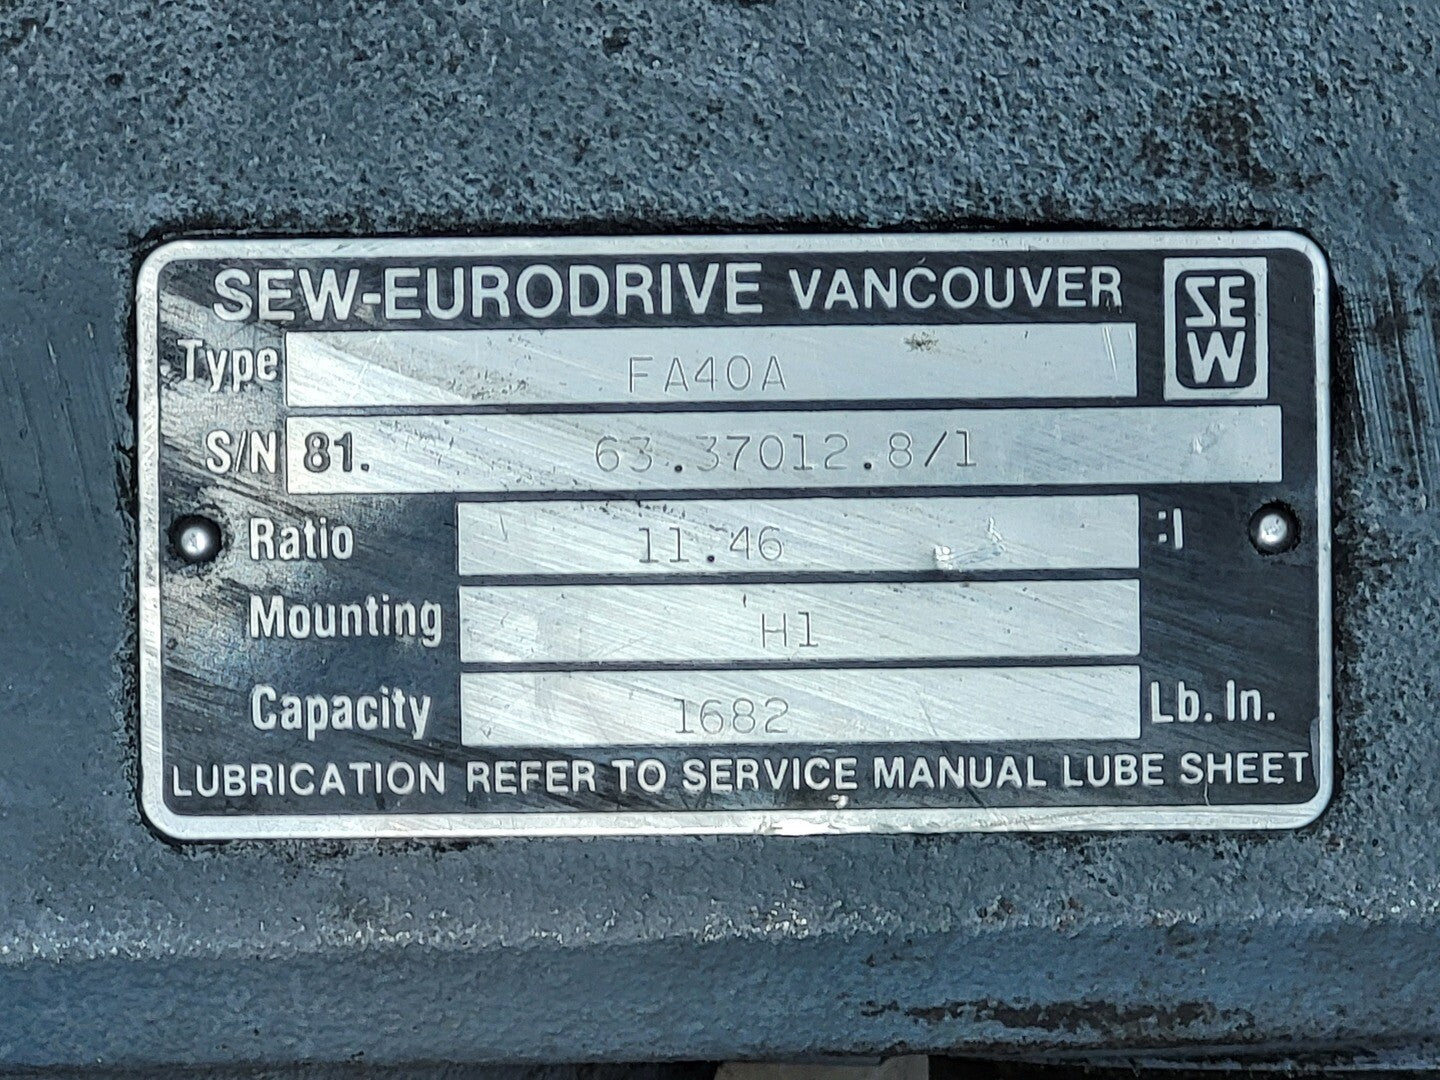 SEW-EURODRIVE VANCOUVER
SE
W
Type FA40A
S/N 81. 63.37012.8/1
Ratio 11.46 :1
Mounting H1
Capacity 1682 Lb. In.
LUBRICATION REFER TO SERVICE MANUAL LUBE SHEET